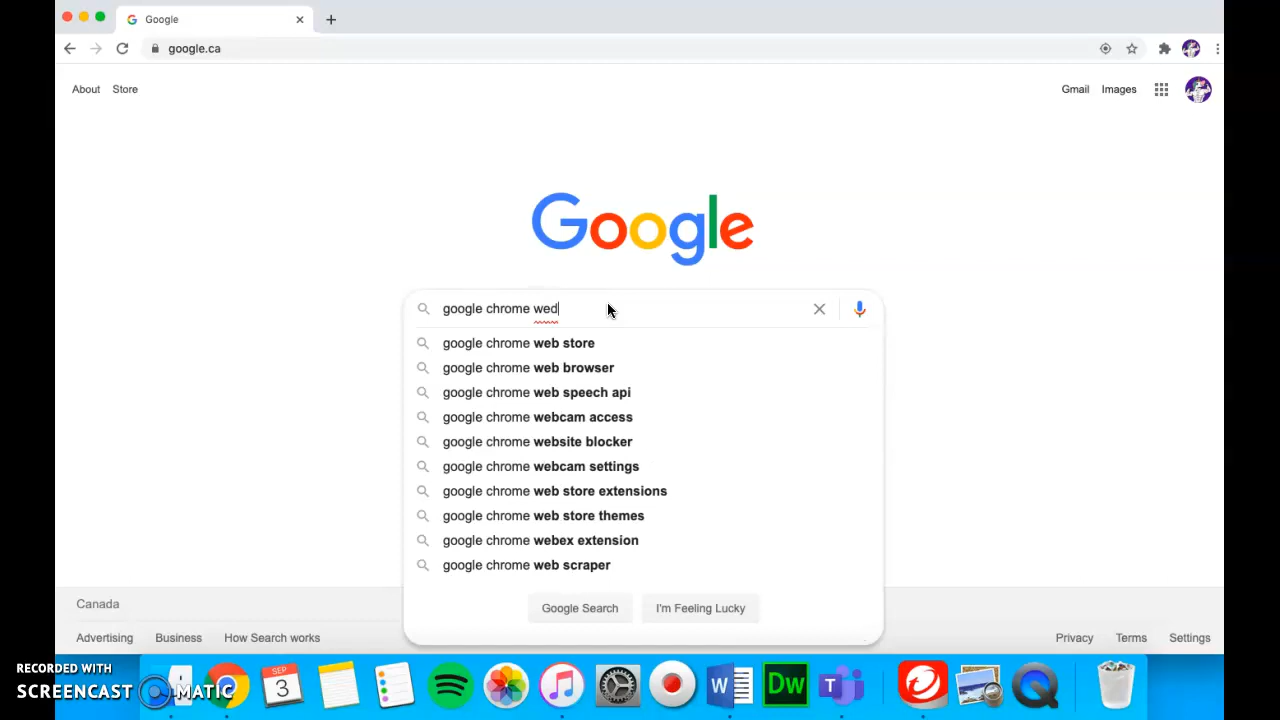 Google
google.ca
About Store
Gmail Images
Google
google chrome wed
google chrome web store
google chrome web browser
google chrome web speech api
google chrome webcam access
google chrome website blocker
google chrome webcam settings
google chrome web store extensions
google chrome web store themes
google chrome webex extension
google chrome web scraper
Google Search I'm Feeling Lucky
Canada
Advertising Business How Search works
Privacy Terms Settings
RECORDED WITH
SCREENCAST MATIC
SEP
3
W
Dw
T